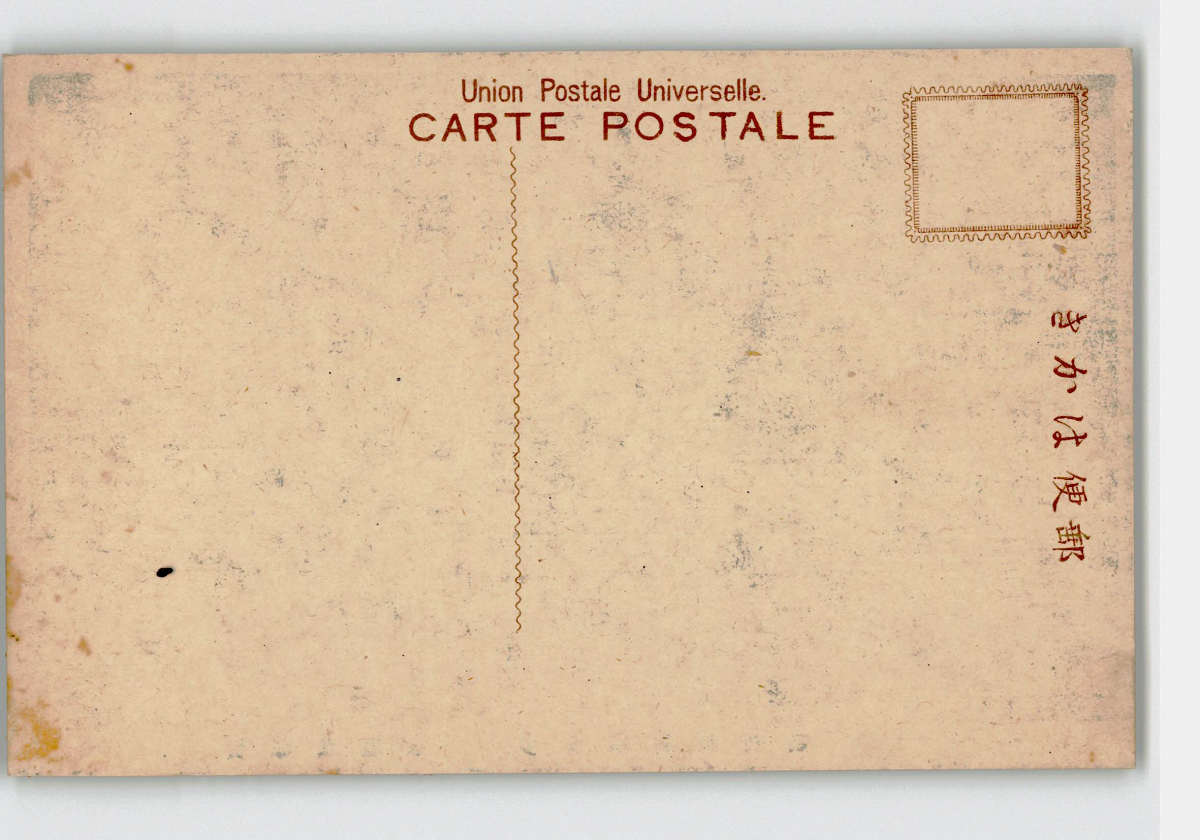 Union Postale Universelle.
CARTE POSTALE
きかは便郵